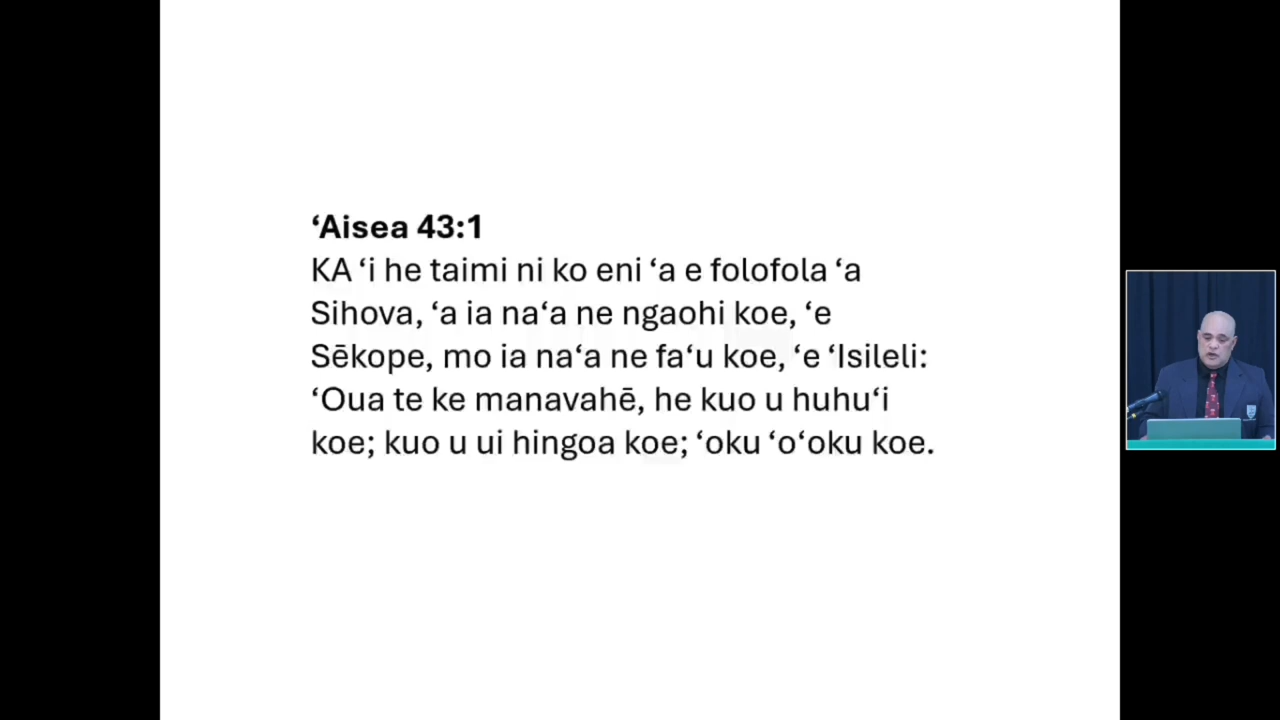 ‘Aisea 43:1
KA ‘i he taimi ni ko eni ‘a e folofola ‘a
Sihova, ‘a ia na‘a ne ngaohi koe, ‘e
Sēkope, mo ia na‘a ne fa‘u koe, ‘e ‘Isileli:
‘Oua te ke manavahē, he kuo u huhu‘i
koe; kuo u ui hingoa koe; ‘oku ‘o‘oku koe.